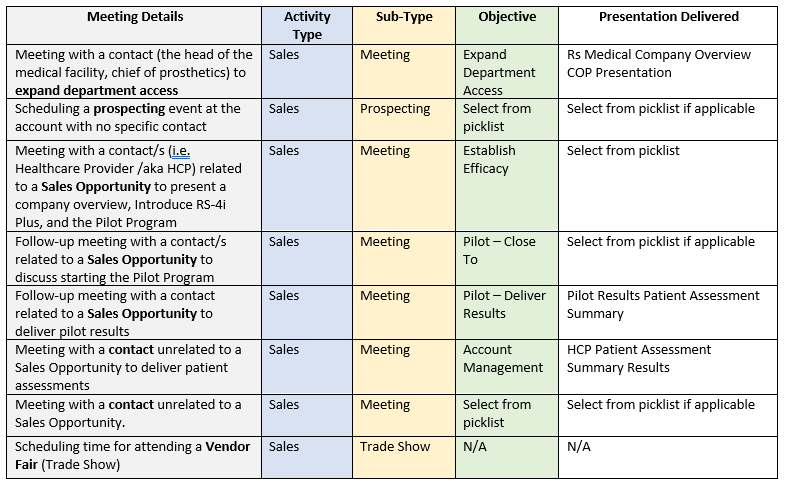 Meeting Details
Activity
Type
Sub-Type
Objective
Presentation Delivered
Meeting with a contact (the head of the
medical facility, chief of prosthetics) to
expand department access
Sales
Meeting
Expand
Department
Access
Rs Medical Company Overview
COP Presentation
Scheduling a prospecting event at the
account with no specific contact
Sales
Prospecting
Select from
picklist
Select from picklist if applicable
Meeting with a contact/s (i.e.
Healthcare Provider /aka HCP) related
to a Sales Opportunity to present a
company overview, Introduce RS-4i
Plus, and the Pilot Program
Sales
Meeting
Establish
Efficacy
Select from picklist
Follow-up meeting with a contact/s
related to a Sales Opportunity to
discuss starting the Pilot Program
Sales
Meeting
Pilot – Close
To
Select from picklist if applicable
Follow-up meeting with a contact
related to a Sales Opportunity to
deliver pilot results
Sales
Meeting
Pilot – Deliver
Results
Pilot Results Patient Assessment
Summary
Meeting with a contact unrelated to a
Sales Opportunity to deliver patient
assessments
Sales
Meeting
Account
Management
HCP Patient Assessment
Summary Results
Meeting with a contact unrelated to a
Sales Opportunity.
Sales
Meeting
Select from
picklist
Select from picklist if applicable
Scheduling time for attending a Vendor
Fair (Trade Show)
Sales
Trade Show
N/A
N/A